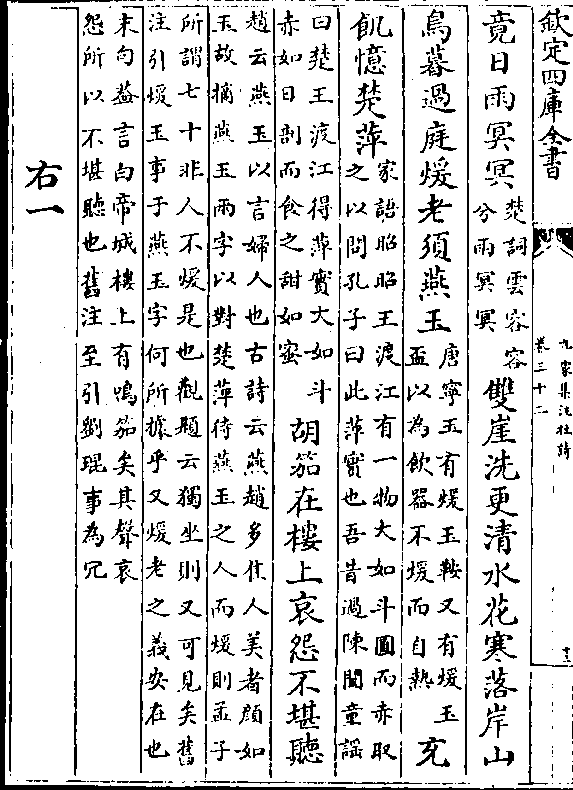 欽定四庫全書
九家集注杜詩
卷三十二
十三
竟日雨冥冥
楚詞雲容容
兮雨冥冥
雙崖洗更清水花寒落岸山
鳥暮過庭煖老須燕玉
唐寧玉有煖玉鞍又有煖玉
盃以為飲器不煖而自熱
充
飢憶楚萍
家語昭昭王渡江有一物大如斗圓而赤取
之以問孔子曰此萍實也吾昔過陳聞童謡
曰楚王渡江得萍實大如斗
赤如日剖而食之甜如蜜
胡笳在樓上哀怨不堪聽
趙云燕玉以言婦人也古詩云燕趙多佳人美者顔如
玉故摘燕玉兩字以對楚萍待燕玉之人而煖則孟子
所謂七十非人不煖是也觀題云獨坐則又可見矣舊
注引煖玉事于燕玉字何所據乎又煖老之義安在也
末句蓋言白帝城樓上有鳴笳矣其聲哀
怨所以不堪聽也舊注至引劉琨事為冗
右一